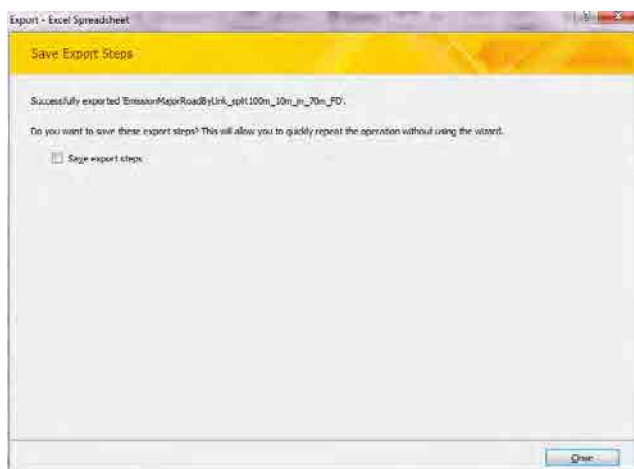 Export - Excel Spreadsheet
Save Export Steps
Successfully exported 'EmissionMajorRoadByLink_split100m_10m_jn_70m_FD'.
Do you want to save these export steps? This will allow you to quickly repeat the operation without using the wizard.
Save export steps
Close